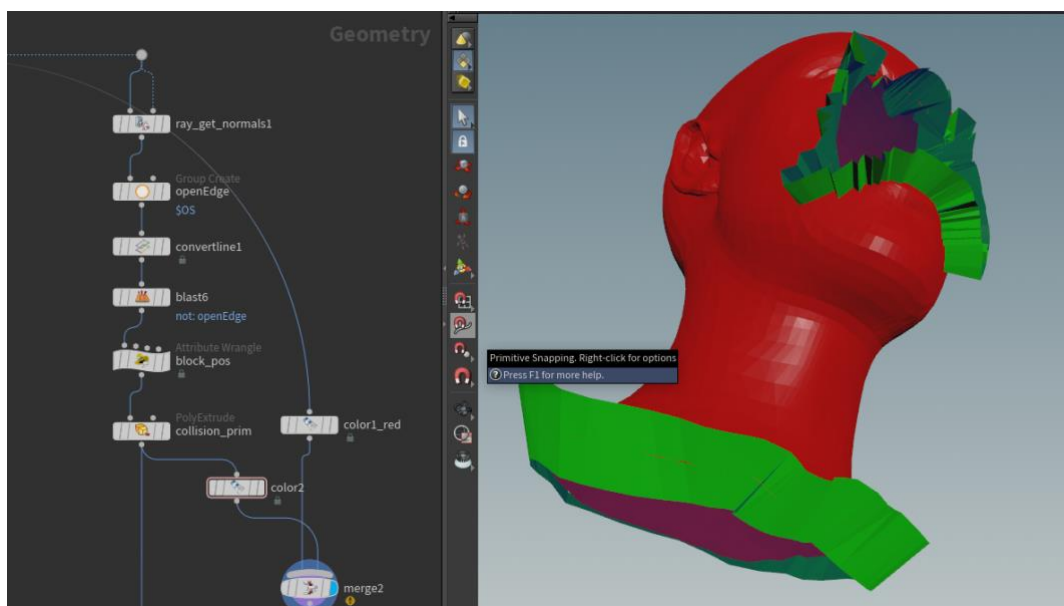 Geometry
ray_get_normals1
Group Create
openEdge
$OS
convertline1
blast6
not: openEdge
Attribute Wrangle
block_pos
PolyExtrude
collision_prim
color1_red
color2
merge2
Primitive Snapping. Right-click for options
Press F1 for more help.